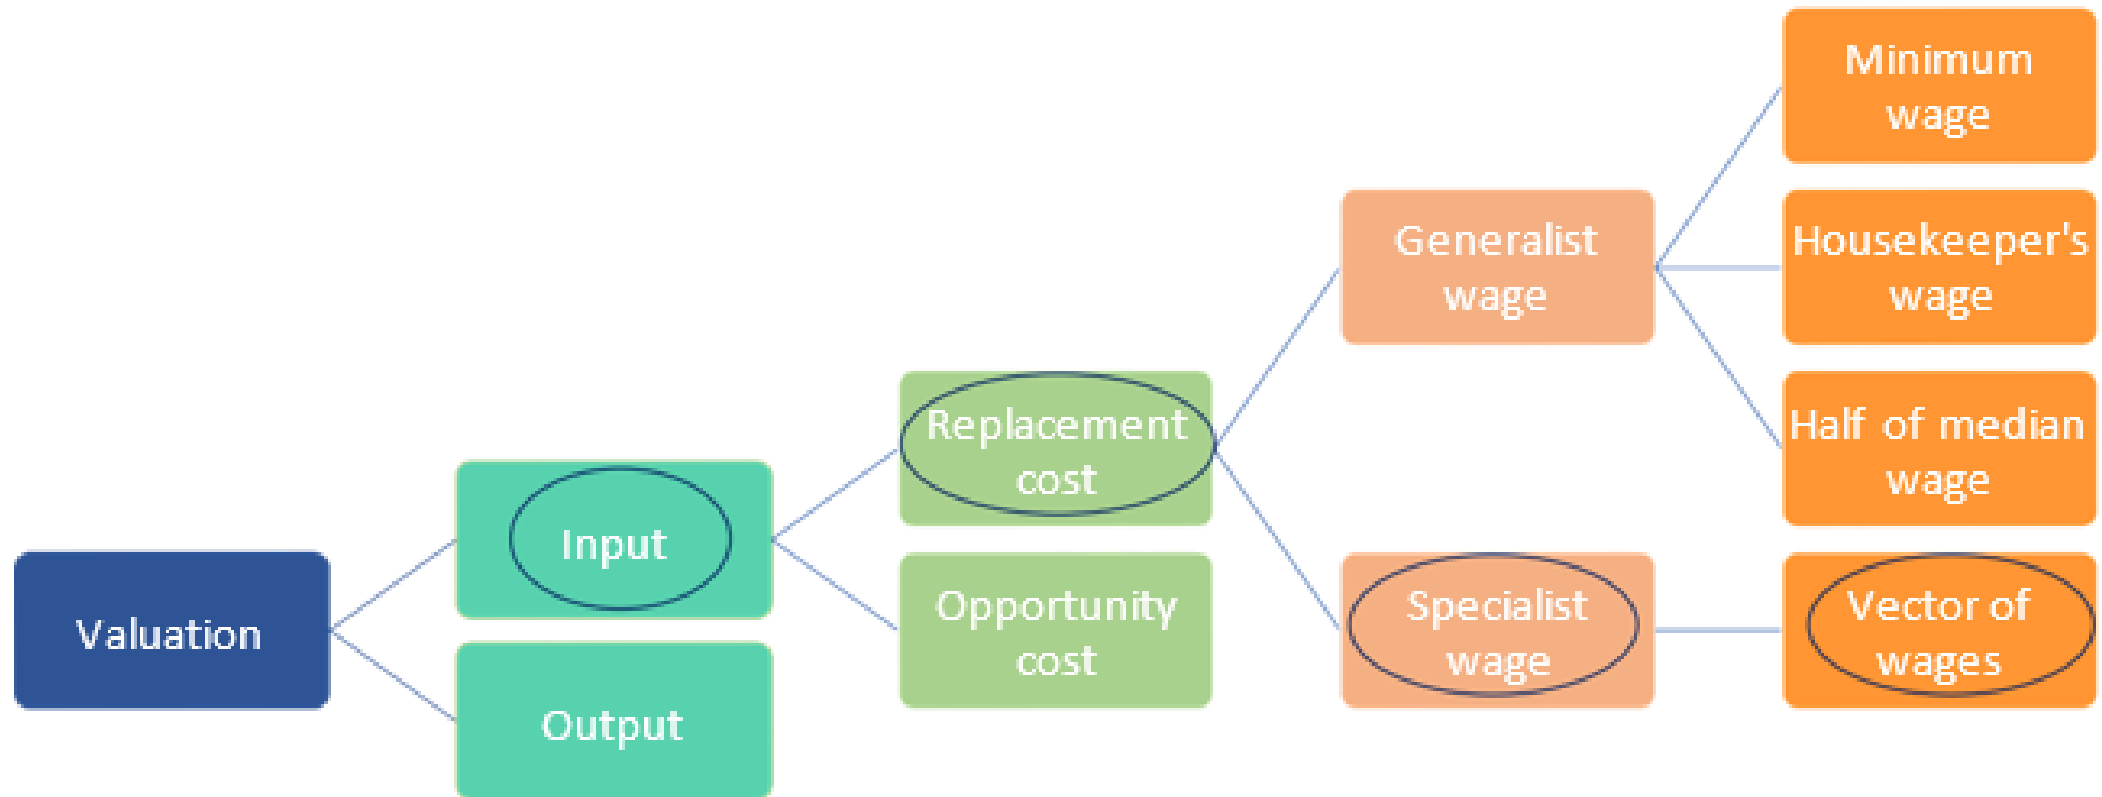 Valuation
Input
Output
Replacement
cost
Opportunity
cost
Generalist
wage
Specialist
wage
Minimum
wage
Housekeeper's
wage
Half of median
wage
Vector of
wages